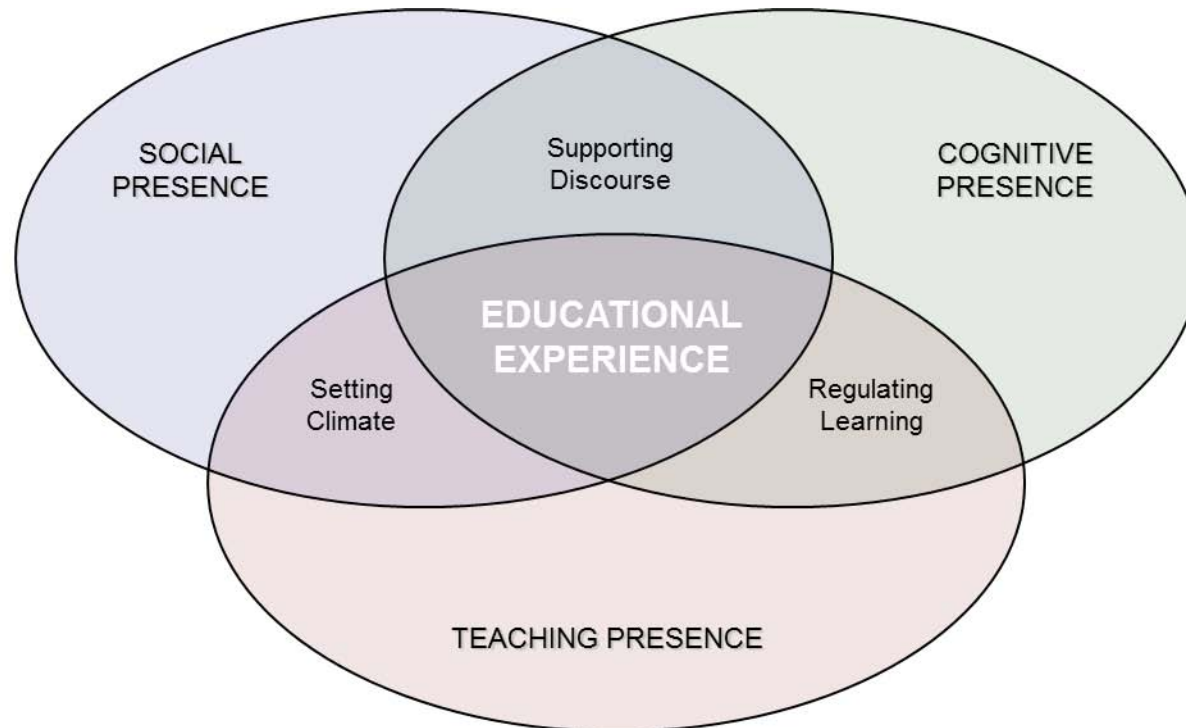 SOCIAL
PRESENCE
Supporting
Discourse
COGNITIVE
PRESENCE
EDUCATIONAL
EXPERIENCE
Setting
Climate
Regulating
Learning
TEACHING PRESENCE